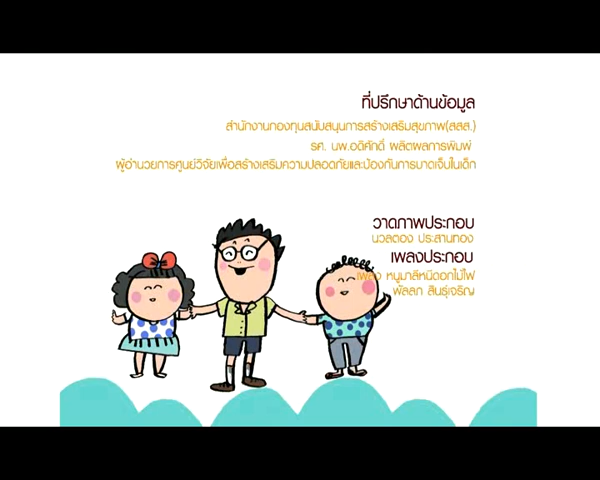 ที่ปรึกษาด้านข้อมูล
สำนักงานกองทุนสนับสนุนการสร้างเสริมสุขภาพ(สสส.)
รศ. นพ.อดิศักดิ์ ผลิตผลการพิมพ์
ผู้อำนวยการศูนย์วิจัยเพื่อสร้างเสริมความปลอดภัยและป้องกันการบาดเจ็บในเด็ก
วาดภาพประกอบ
นวลตอง ประสานทอง
เพลงประกอบ
เพลง หนูมาลีหนีดอกไม้ไฟ
พัลลภ สินธุ์เจริญ